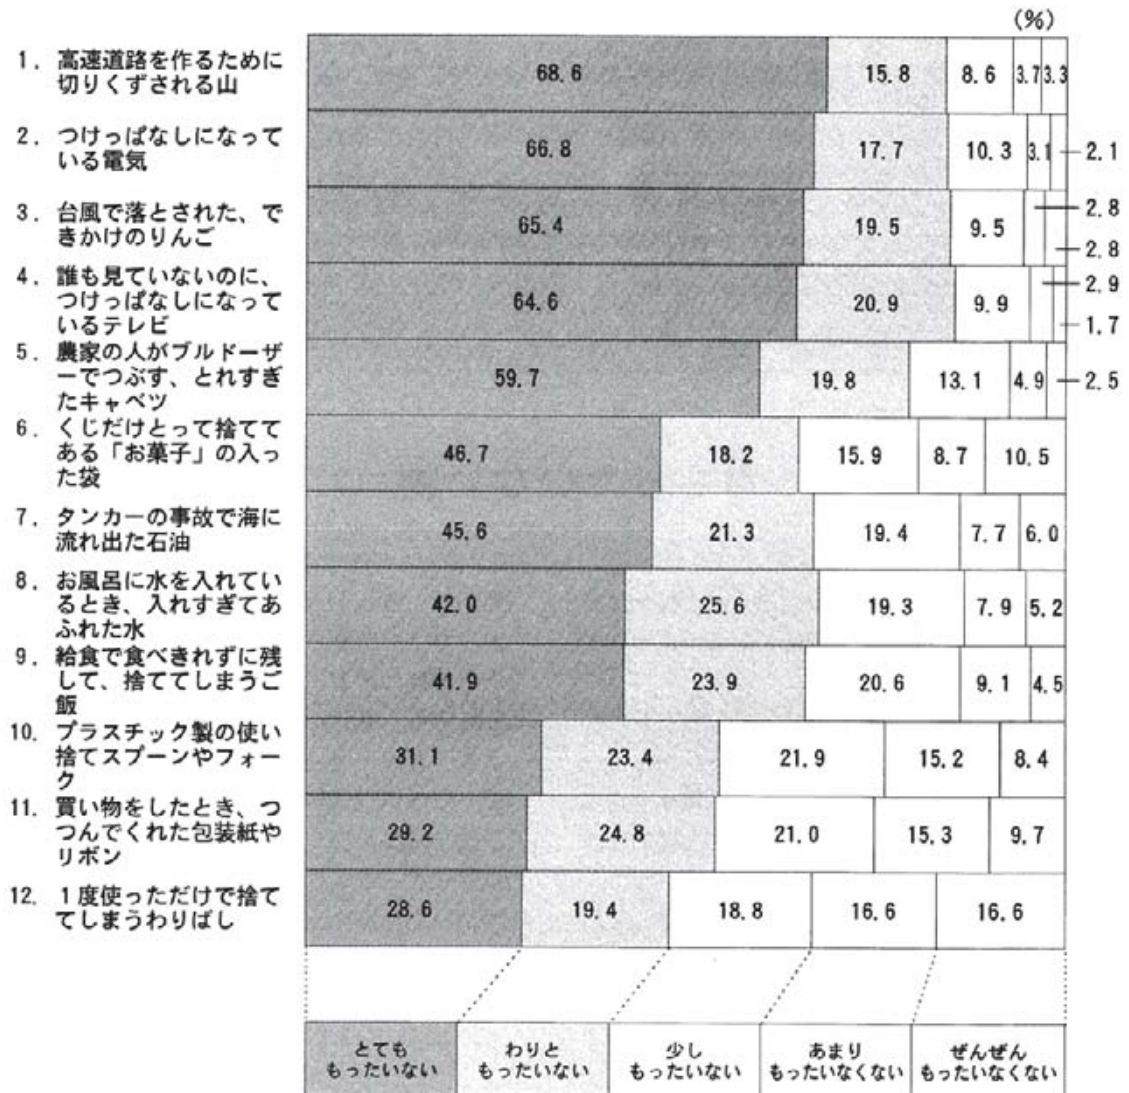 (%)
1. 高速道路を作るために
切りくずされる山
68.6 15.8 8.6 3.7 3.3
2. つけっぱなしになって
いる電気
66.8 17.7 10.3 3.1 2.1
3. 台風で落とされた、で
きかけのりんご
65.4 19.5 9.5 2.8 2.8
4. 誰も見ていないのに、
つけっぱなしになって
いるテレビ
64.6 20.9 9.9 2.9 1.7
5. 農家の人がブルドーザ
ーでつぶす、とれすぎ
たキャベツ
59.7 19.8 13.1 4.9 2.5
6. くじだけとって捨てて
ある「お菓子」の入っ
た袋
46.7 18.2 15.9 8.7 10.5
7. タンカーの事故で海に
流れ出た石油
45.6 21.3 19.4 7.7 6.0
8. お風呂に水を入れてい
るとき、入れすぎてあ
ふれた水
42.0 25.6 19.3 7.9 5.2
9. 給食で食べきれずに残
して、捨ててしまうご
飯
41.9 23.9 20.6 9.1 4.5
10. プラスチック製の使い
捨てスプーンやフォー
ク
31.1 23.4 21.9 15.2 8.4
11. 買い物をしたとき、つ
つんでくれた包装紙や
リボン
29.2 24.8 21.0 15.3 9.7
12. 1度使っただけで捨て
てしまうわりばし
28.6 19.4 18.8 16.6 16.6
とても
もったいない
わりと
もったいない
少し
もったいない
あまり
もったいなくない
ぜんぜん
もったいなくない